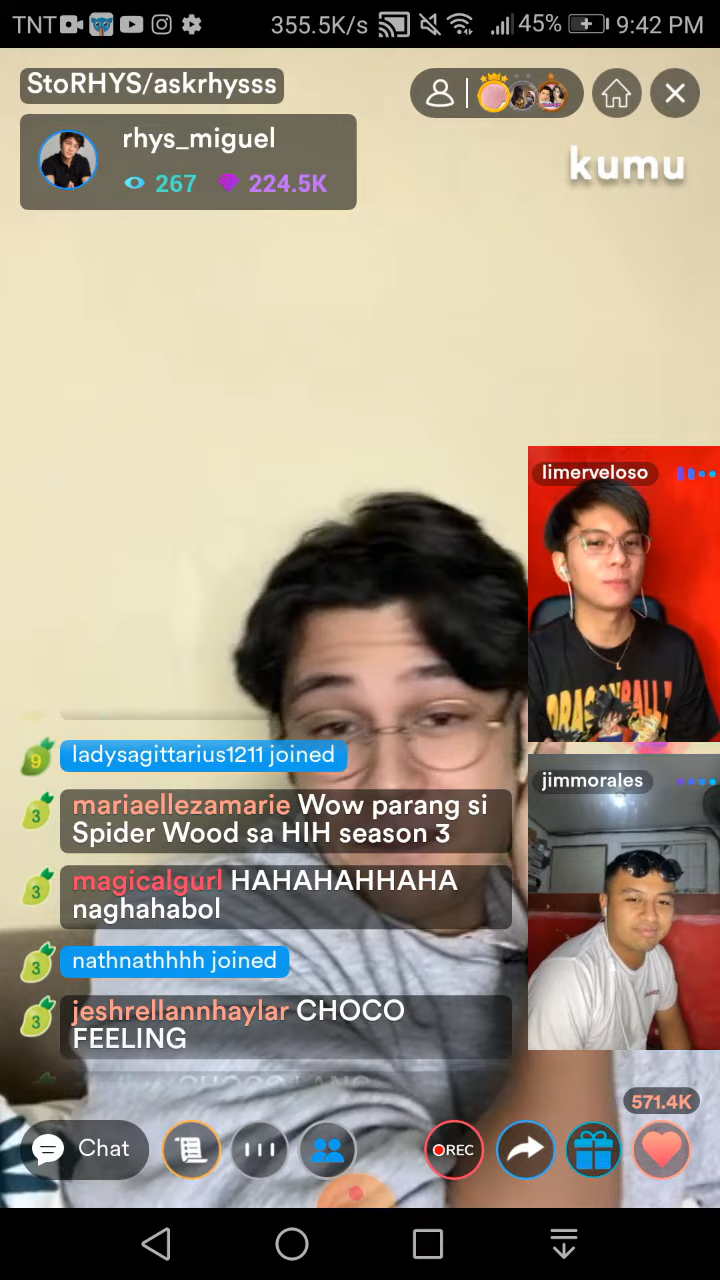 TNT 355.5K/s 45% 9:42 PM
StoRHYS/askrhysss
rhys_miguel
267 224.5K
kumu
limerveloso
DRAGONBALL Z
jimmorales
9 ladysagittarius1211 joined
3 mariaellezamarie Wow parang si
Spider Wood sa HIH season 3
3 magicalgurl HAHAHAHHAHA
naghahabol
3 nathnathhhh joined
3 jeshrellannhaylar CHOCO
FEELING
571.4K
Chat
REC